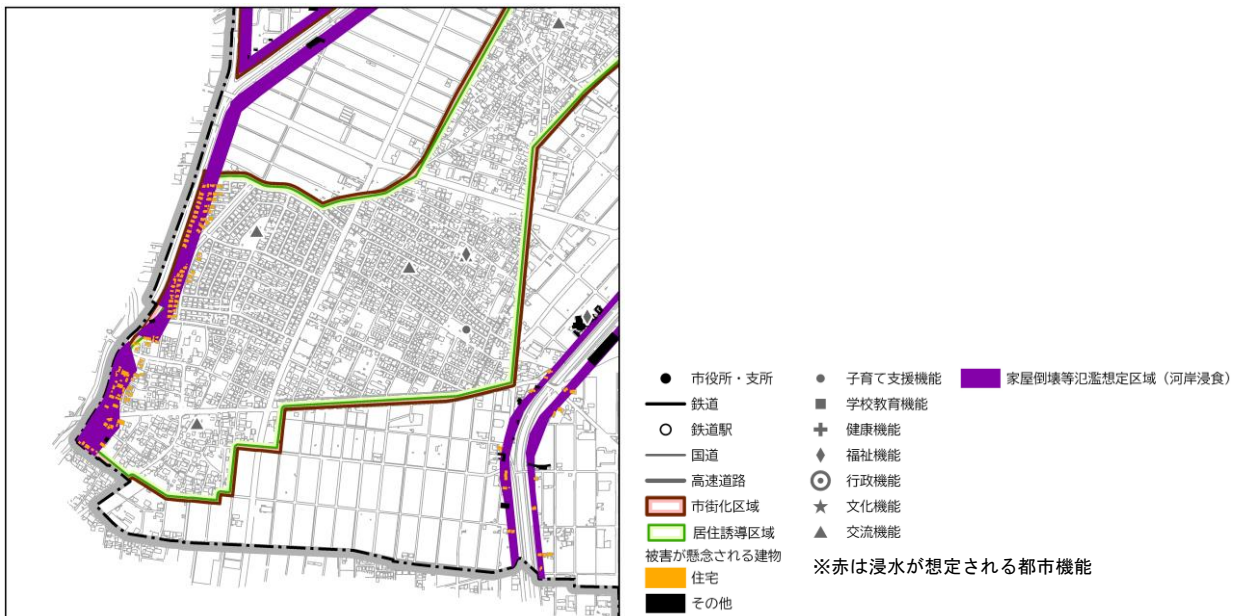 市役所・支所
鉄道
鉄道駅
国道
高速道路
市街化区域
居住誘導区域
被害が懸念される建物
住宅
その他
子育て支援機能
学校教育機能
健康機能
福祉機能
行政機能
文化機能
交流機能
家屋倒壊等氾濫想定区域（河岸浸食）
※赤は浸水が想定される都市機能